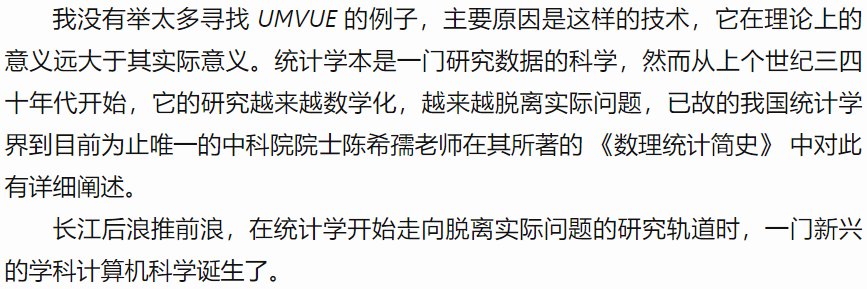 我没有举太多寻找 UMVUE 的例子，主要原因是这样的技术，它在理论上的
意义远大于其实际意义。统计学本是一门研究数据的科学，然而从上个世纪三四
十年代开始，它的研究越来越数学化，越来越脱离实际问题，已故的我国统计学
界到目前为止唯一的中科院院士陈希孺老师在其所著的 《数理统计简史》 中对此
有详细阐述。
长江后浪推前浪，在统计学开始走向脱离实际问题的研究轨道时，一门新兴
的学科计算机科学诞生了。